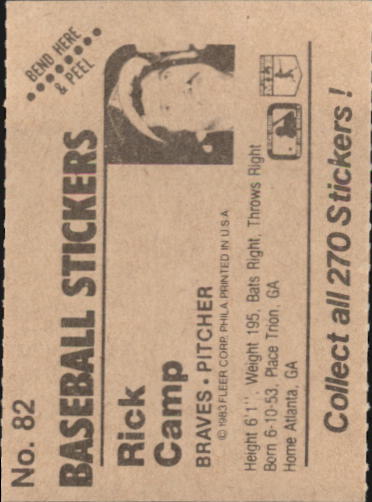 No. 82
BEND HERE
& PEEL
BASEBALL STICKERS
Rick
Camp
BRAVES • PITCHER
© 1983 FLEER CORP. PHILA. PRINTED IN U.S.A.
Height 6'1", Weight 195, Bats Right, Throws Right
Born 6-10-53, Place Trion, GA
Home Atlanta, GA
Collect all 270 Stickers!